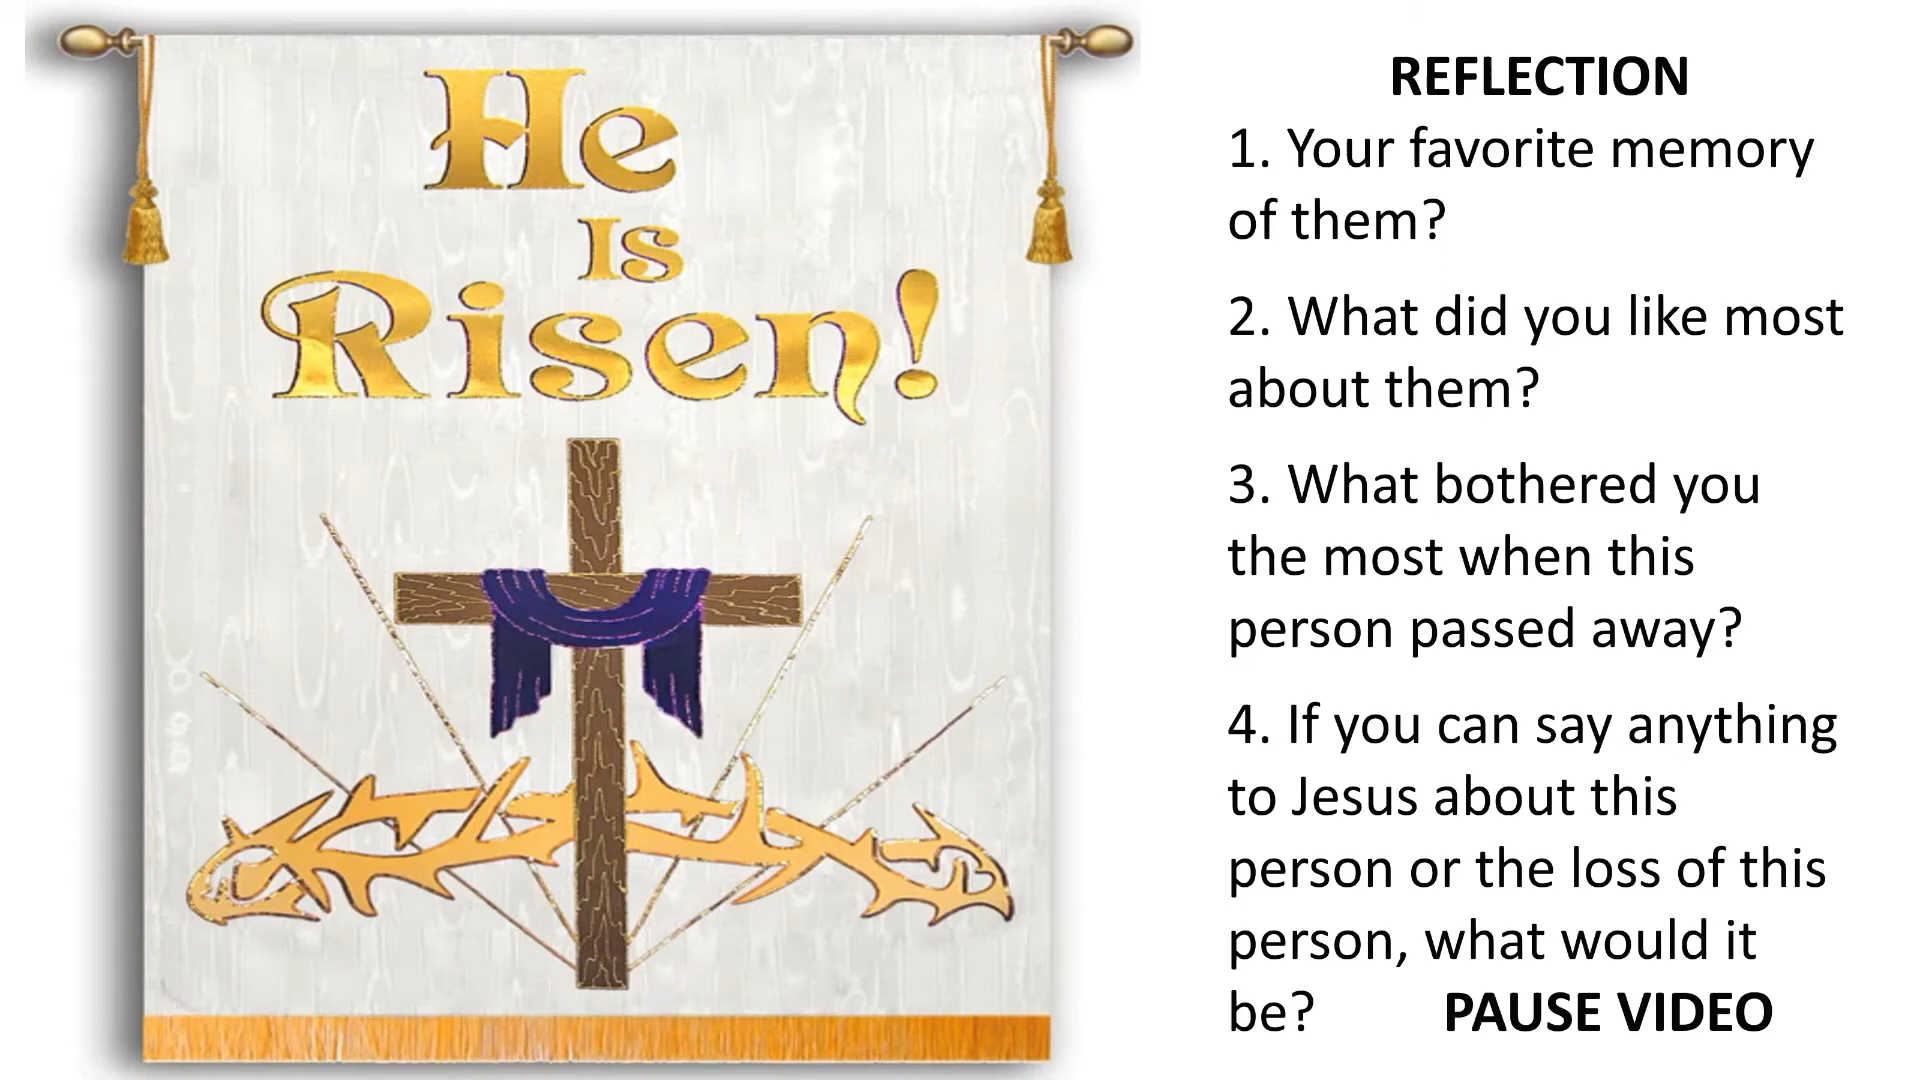 He
Is
Risen!
REFLECTION
1. Your favorite memory
of them?
2. What did you like most
about them?
3. What bothered you
the most when this
person passed away?
4. If you can say anything
to Jesus about this
person or the loss of this
person, what would it
be? PAUSE VIDEO